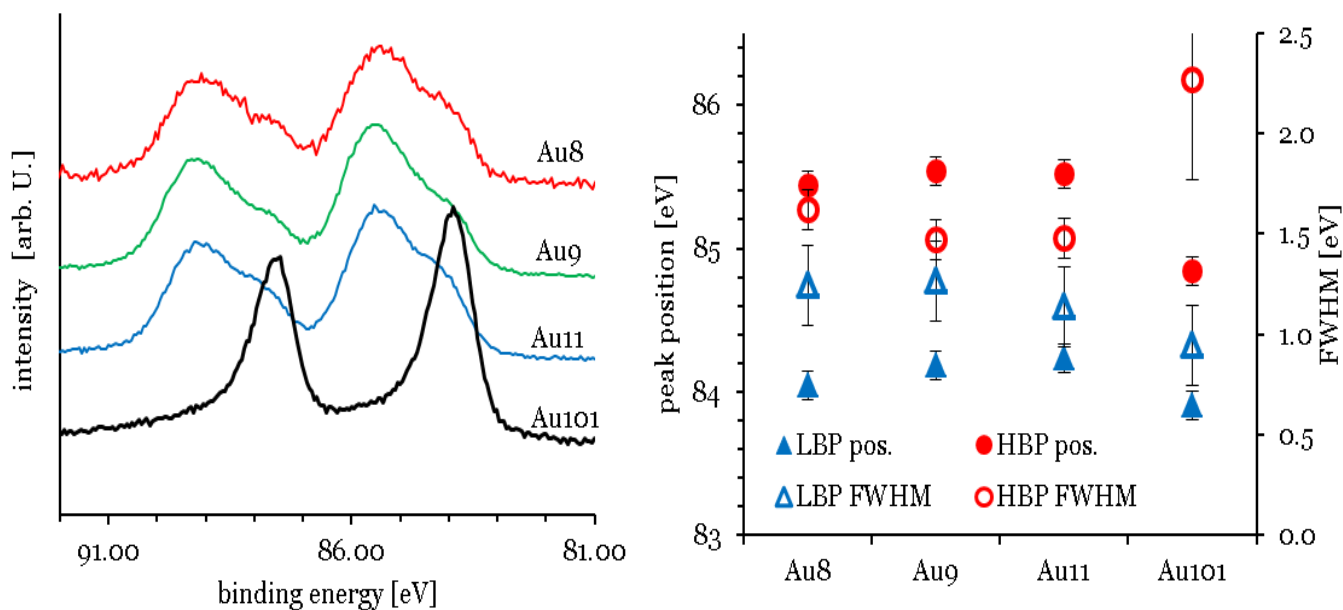 intensity [arb. U.]
Au8
Au9
Au11
Au101
91.00 86.00 81.00
binding energy [eV]
peak position [eV]
86
85
84
83
LBP pos. HBP pos.
LBP FWHM HBP FWHM
Au8 Au9 Au11 Au101
2.5
2.0
1.5
1.0
0.5
0.0
FWHM [eV]